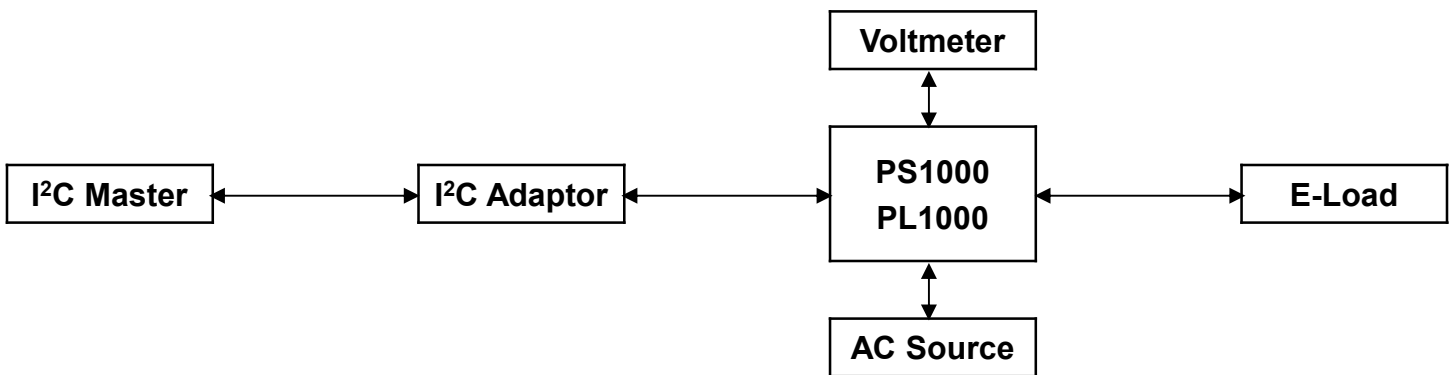 Voltmeter
I²C Master
I²C Adaptor
PS1000
PL1000
E-Load
AC Source